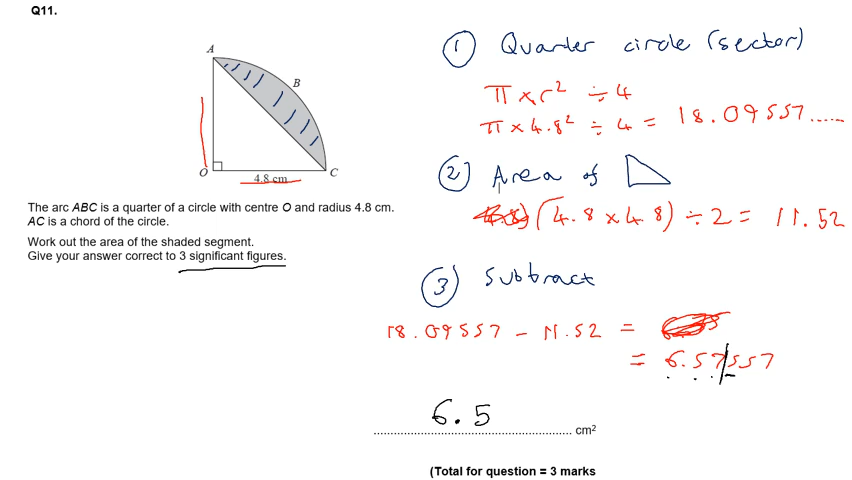 Q11.
A
B
O
4.8 cm
C
The arc ABC is a quarter of a circle with centre O and radius 4.8 cm.
AC is a chord of the circle.
Work out the area of the shaded segment.
Give your answer correct to 3 significant figures.
① Quarder circle (sector)
π × r² ÷ 4
π × 4.8² ÷ 4 = 18.09557......
② Area of
(4.8 × 4.8) ÷ 2 = 11.52
③ Subtract
18.09557 - 11.52 =
= 6.57557
6.5
cm²
(Total for question = 3 marks